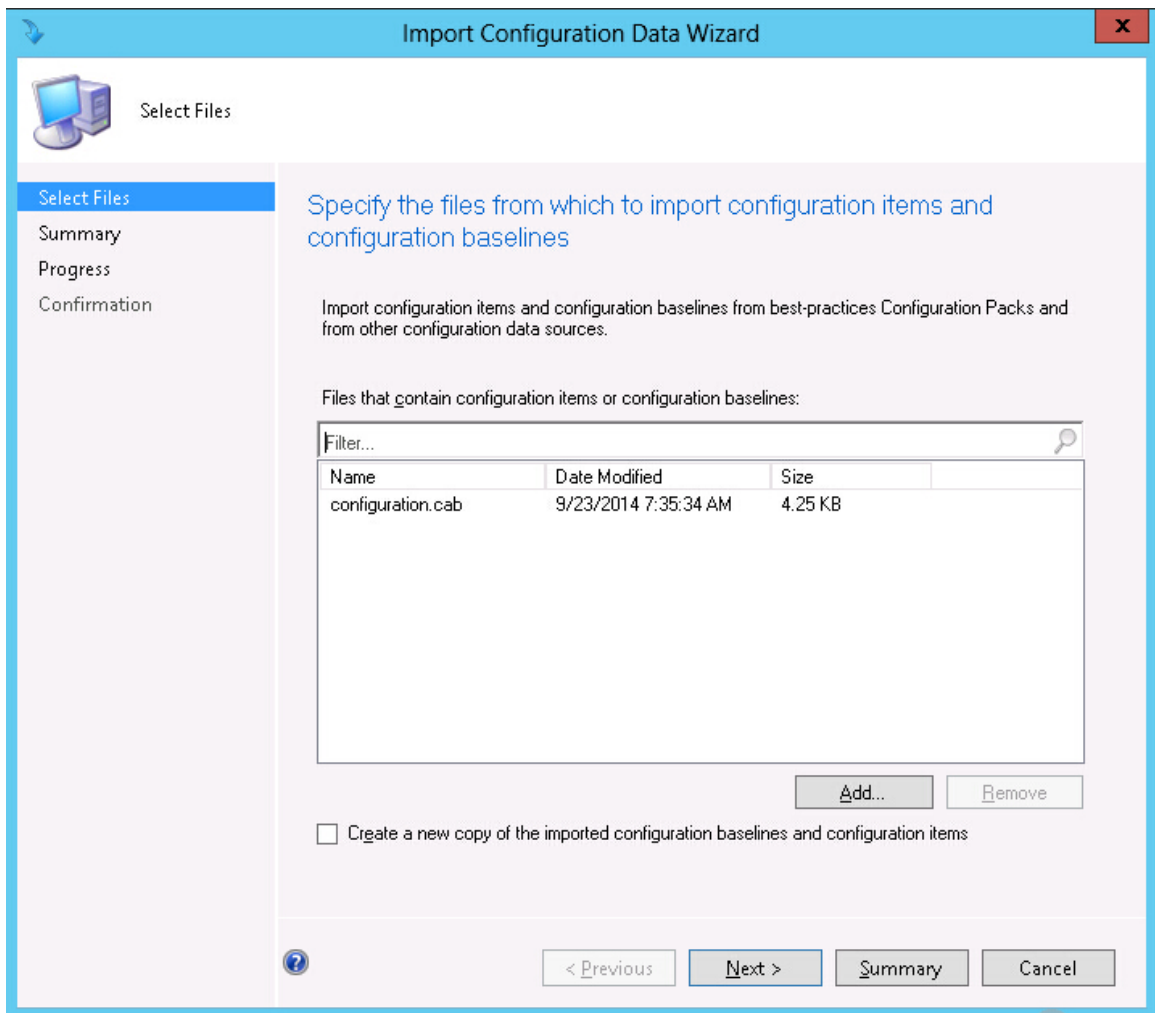 Import Configuration Data Wizard
x
Select Files
Select Files
Summary
Progress
Confirmation
Specify the files from which to import configuration items and
configuration baselines
Import configuration items and configuration baselines from best-practices Configuration Packs and
from other configuration data sources.
Files that contain configuration items or configuration baselines:
Filter...
Name Date Modified Size
configuration.cab 9/23/2014 7:35:34 AM 4.25 KB
Add... Remove
Create a new copy of the imported configuration baselines and configuration items
? < Previous Next > Summary Cancel